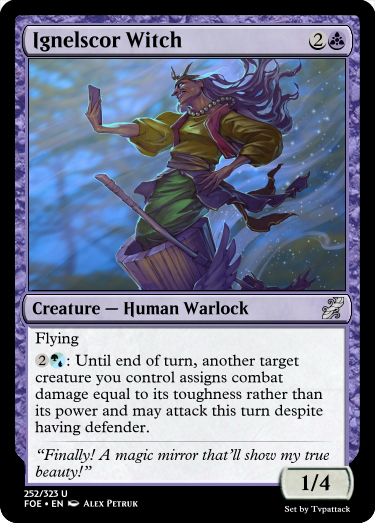 Ignelscor Witch 2
Creature — Human Warlock
Flying
2 : Until end of turn, another target
creature you control assigns combat
damage equal to its toughness rather than
its power and may attack this turn despite
having defender.
“Finally! A magic mirror that'll show my true
beauty!”
1/4
252/323 U
FOE • EN Alex Petruk
Set by Tvpattack